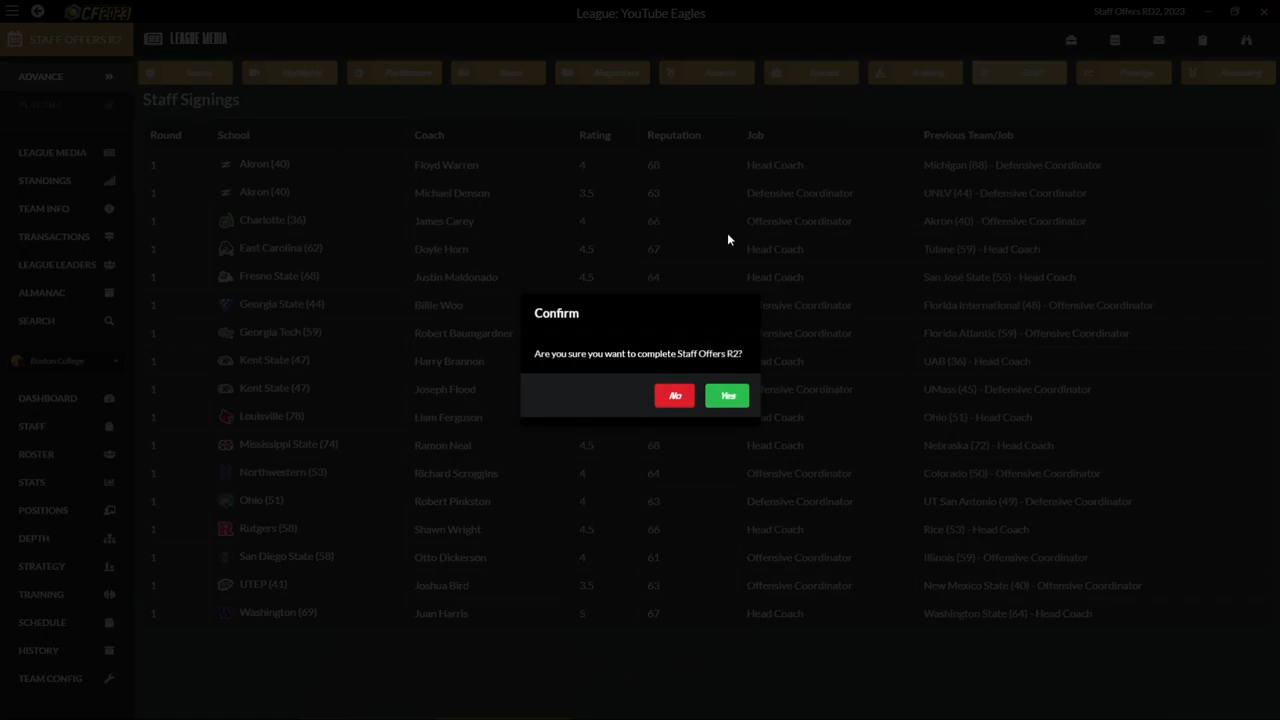 CF2023
League: YouTube Eagles
Staff Offers RD2, 2023
STAFF OFFERS R2
LEAGUE MEDIA
ADVANCE
Staff Signings
LEAGUE MEDIA
STANDINGS
TEAM INFO
TRANSACTIONS
LEAGUE LEADERS
ALMANAC
SEARCH
Boston College
DASHBOARD
STAFF
ROSTER
STATS
POSITIONS
DEPTH
STRATEGY
TRAINING
SCHEDULE
HISTORY
TEAM CONFIG
Round School Coach Rating Reputation Job Previous Team/Job
1 Akron (40) Floyd Warren 4 68 Head Coach Michigan (88) - Defensive Coordinator
1 Akron (40) Michael Denson 3.5 63 Defensive Coordinator UNLV (44) - Defensive Coordinator
1 Charlotte (36) James Carey 4 66 Offensive Coordinator Akron (40) - Offensive Coordinator
1 East Carolina (62) Doyle Horn 4.5 67 Head Coach Tulane (59) - Head Coach
1 Fresno State (68) Justin Maldonado 4.5 64 Head Coach San José State (55) - Head Coach
1 Georgia State (44) Billie Woo Coordinator Florida International (48) - Offensive Coordinator
1 Georgia Tech (59) Robert Baumgardner Coordinator Florida Atlantic (59) - Offensive Coordinator
1 Kent State (47) Harry Brannon Coach UAB (36) - Head Coach
1 Kent State (47) Joseph Flood Coordinator UMass (45) - Defensive Coordinator
1 Louisville (78) Liam Ferguson Head Coach Ohio (51) - Head Coach
1 Mississippi State (74) Ramon Neal 4.5 68 Head Coach Nebraska (72) - Head Coach
1 Northwestern (53) Richard Scroggins 4 64 Offensive Coordinator Colorado (50) - Offensive Coordinator
1 Ohio (51) Robert Pinkston 4 63 Defensive Coordinator UT San Antonio (49) - Defensive Coordinator
1 Rutgers (58) Shawn Wright 4.5 66 Head Coach Rice (53) - Head Coach
1 San Diego State (58) Otto Dickerson 4 61 Offensive Coordinator Illinois (59) - Offensive Coordinator
1 UTEP (41) Joshua Bird 3.5 63 Offensive Coordinator New Mexico State (40) - Offensive Coordinator
1 Washington (69) Juan Harris 5 67 Head Coach Washington State (64) - Head Coach
Confirm
Are you sure you want to complete Staff Offers R2?
No Yes